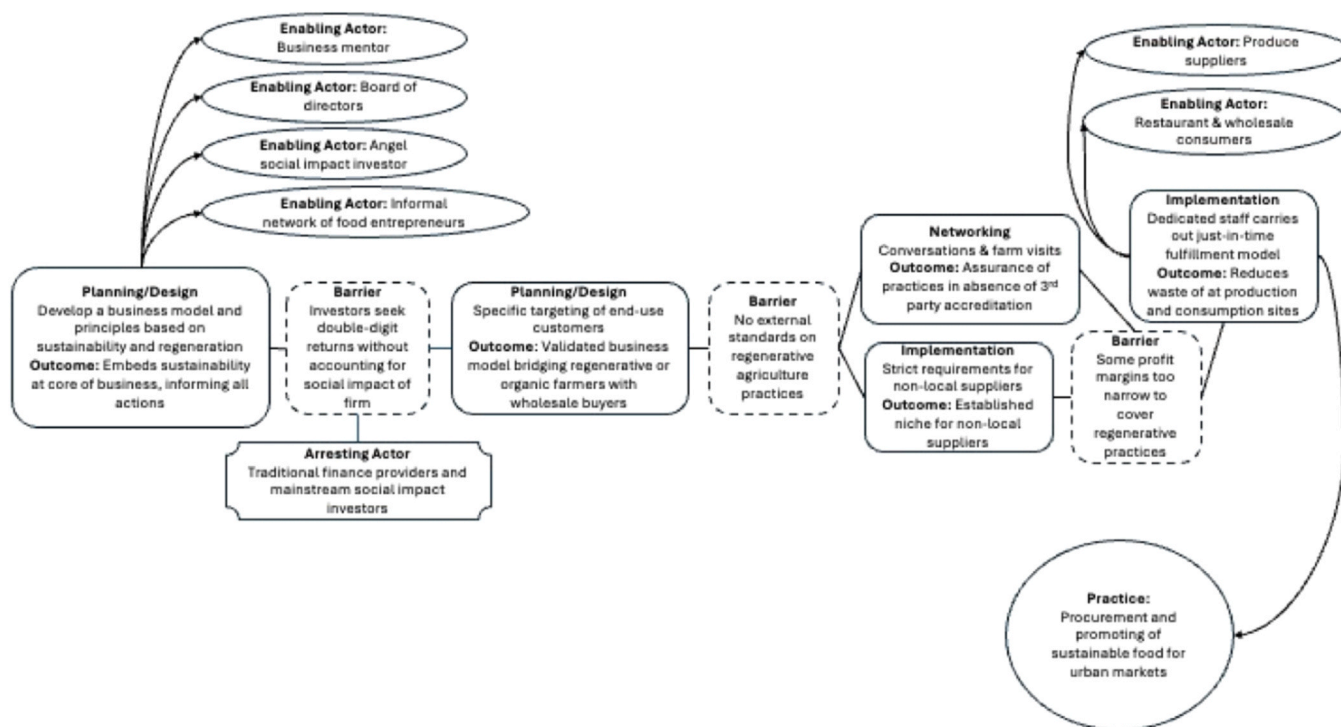 Enabling Actor:
Business mentor
Enabling Actor: Board of
directors
Enabling Actor: Angel
social impact investor
Enabling Actor: Informal
network of food entrepreneurs
Planning/Design
Develop a business model and
principles based on
sustainability and regeneration
Outcome: Embeds sustainability
at core of business, informing all
actions
Barrier
Investors seek
double-digit
returns without
accounting for
social impact of
firm
Arresting Actor
Traditional finance providers and
mainstream social impact
investors
Planning/Design
Specific targeting of end-use
customers
Outcome: Validated business
model bridging regenerative or
organic farmers with
wholesale buyers
Barrier
No external
standards on
regenerative
agriculture
practices
Networking
Conversations & farm visits
Outcome: Assurance of
practices in absence of 3rd
party accreditation
Implementation
Strict requirements for
non-local suppliers
Outcome: Established
niche for non-local
suppliers
Barrier
Some profit
margins too
narrow to
cover
regenerative
practices
Enabling Actor: Produce
suppliers
Enabling Actor:
Restaurant & wholesale
consumers
Implementation
Dedicated staff carries
out just-in-time
fulfillment model
Outcome: Reduces
waste of at production
and consumption sites
Practice:
Procurement and
promoting of
sustainable food for
urban markets